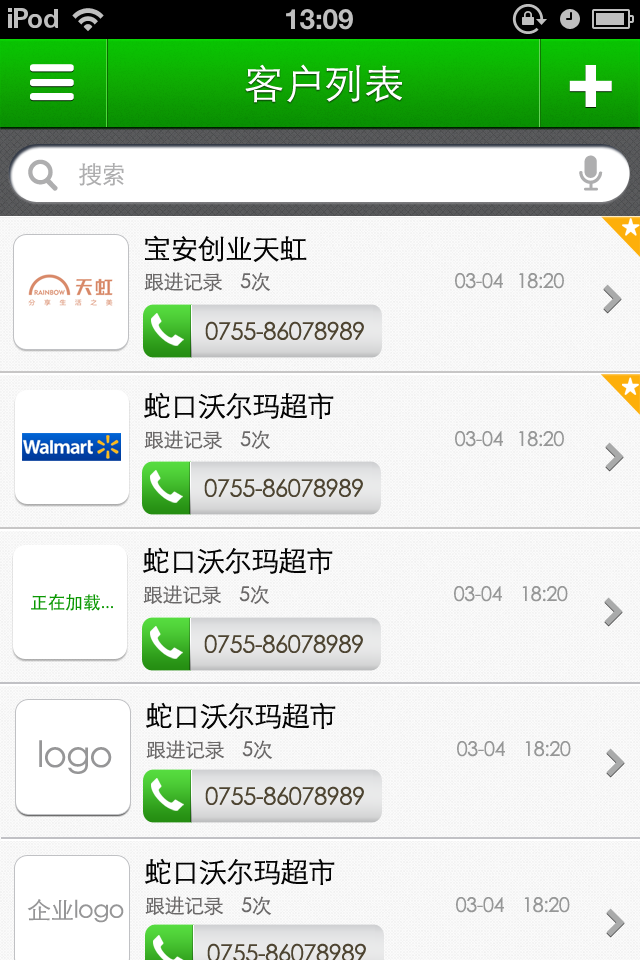 iPod 13:09
客户列表
搜索
宝安创业天虹
RAINBOW 天虹
分享生活之美
跟进记录 5次 03-04 18:20
0755-86078989
蛇口沃尔玛超市
Walmart
跟进记录 5次 03-04 18:20
0755-86078989
蛇口沃尔玛超市
正在加载...
跟进记录 5次 03-04 18:20
0755-86078989
蛇口沃尔玛超市
logo
跟进记录 5次 03-04 18:20
0755-86078989
蛇口沃尔玛超市
企业logo
跟进记录 5次 03-04 18:20
0755-86078989